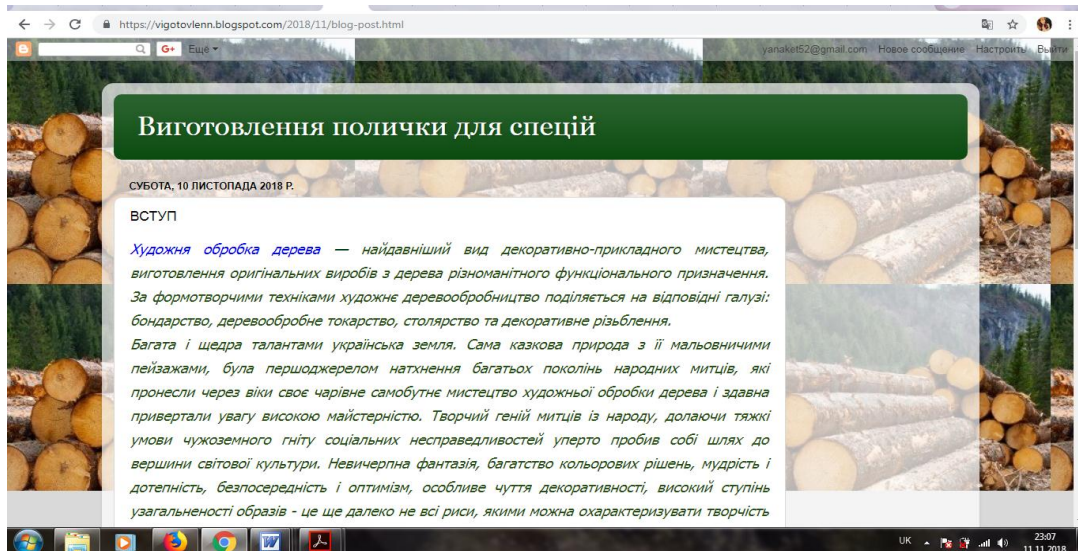 https://vigotovlenn.blogspot.com/2018/11/blog-post.html
G+ Ещё yanaket52@gmail.com Новое сообщение Настроить Выйти
Виготовлення полички для спецій
СУБОТА, 10 ЛИСТОПАДА 2018 Р.
ВСТУП
Художня обробка дерева — найдавніший вид декоративно-прикладного мистецтва,
виготовлення оригінальних виробів з дерева різноманітного функціонального призначення.
За формотворчими техніками художнє деревообробництво поділяється на відповідні галузі:
бондарство, деревообробне токарство, столярство та декоративне різьблення.
Багата і щедра талантами українська земля. Сама казкова природа з її мальовничими
пейзажами, була першоджерелом натхнення багатьох поколінь народних митців, які
пронесли через віки своє чарівне самобутнє мистецтво художньої обробки дерева і здавна
привертали увагу високою майстерністю. Творчий геній митців із народу, долаючи тяжкі
умови чужоземного гніту соціальних несправедливостей уперто пробив собі шлях до
вершини світової культури. Невичерпна фантазія, багатство кольорових рішень, мудрість і
дотепність, безпосередність і оптимізм, особливе чуття декоративності, високий ступінь
узагальненості образів - це ще далеко не всі риси, якими можна охарактеризувати творчість
UK 23:07
11.11.2018